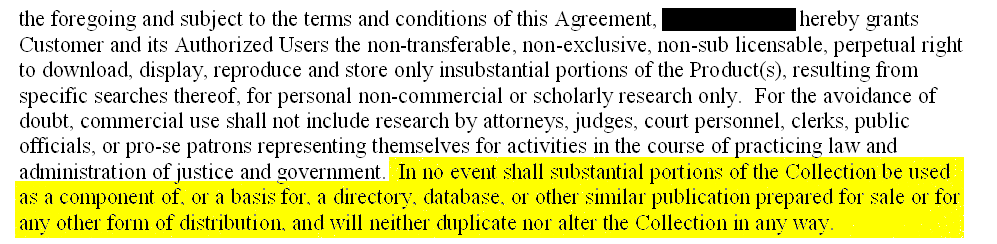 the foregoing and subject to the terms and conditions of this Agreement, hereby grants
Customer and its Authorized Users the non-transferable, non-exclusive, non-sub licensable, perpetual right
to download, display, reproduce and store only insubstantial portions of the Product(s), resulting from
specific searches thereof, for personal non-commercial or scholarly research only. For the avoidance of
doubt, commercial use shall not include research by attorneys, judges, court personnel, clerks, public
officials, or pro-se patrons representing themselves for activities in the course of practicing law and
administration of justice and government. In no event shall substantial portions of the Collection be used
as a component of, or a basis for, a directory, database, or other similar publication prepared for sale or for
any other form of distribution, and will neither duplicate nor alter the Collection in any way.